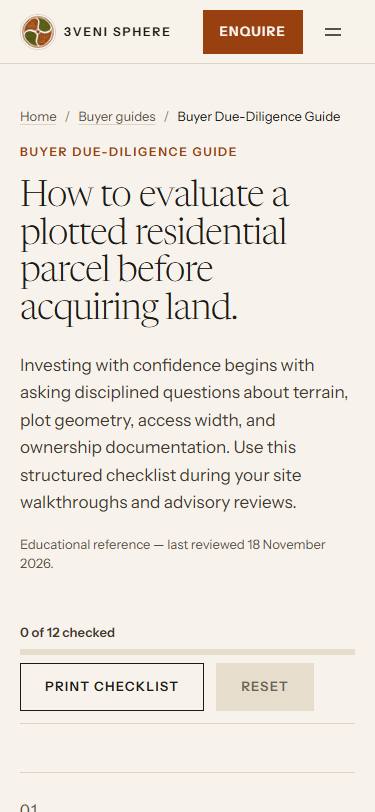 3VENI SPHERE
ENQUIRE
Home / Buyer guides / Buyer Due-Diligence Guide
BUYER DUE-DILIGENCE GUIDE
How to evaluate a
plotted residential
parcel before
acquiring land.
Investing with confidence begins with
asking disciplined questions about terrain,
plot geometry, access width, and
ownership documentation. Use this
structured checklist during your site
walkthroughs and advisory reviews.
Educational reference — last reviewed 18 November
2026.
0 of 12 checked
PRINT CHECKLIST
RESET
01